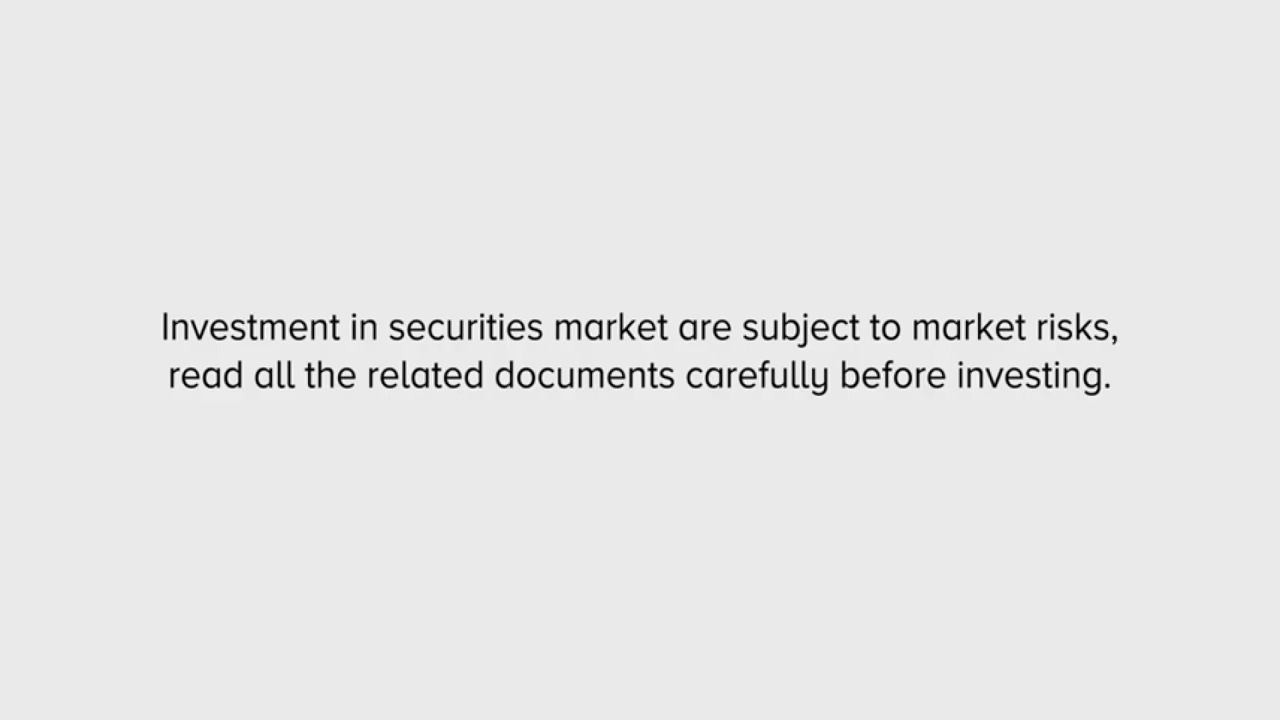 Investment in securities market are subject to market risks,
read all the related documents carefully before investing.